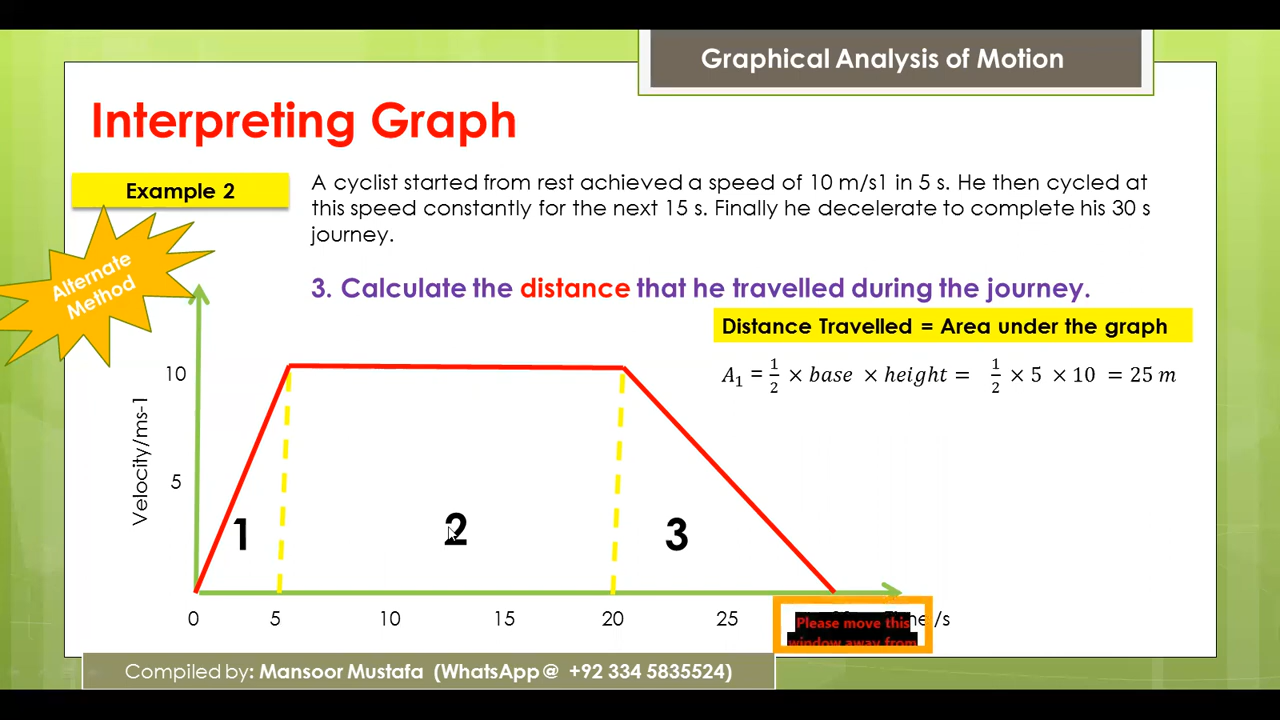 Graphical Analysis of Motion
Interpreting Graph
Example 2
A cyclist started from rest achieved a speed of 10 m/s1 in 5 s. He then cycled at
this speed constantly for the next 15 s. Finally he decelerate to complete his 30 s
journey.
Alternate
Method
3. Calculate the distance that he travelled during the journey.
Distance Travelled = Area under the graph
A₁ = 1/2 × base × height = 1/2 × 5 × 10 = 25 m
10
Velocity/ms-1
5
1
2
3
0 5 10 15 20 25 /s
Please move this
window away from
Compiled by: Mansoor Mustafa (WhatsApp@ +92 334 5835524)